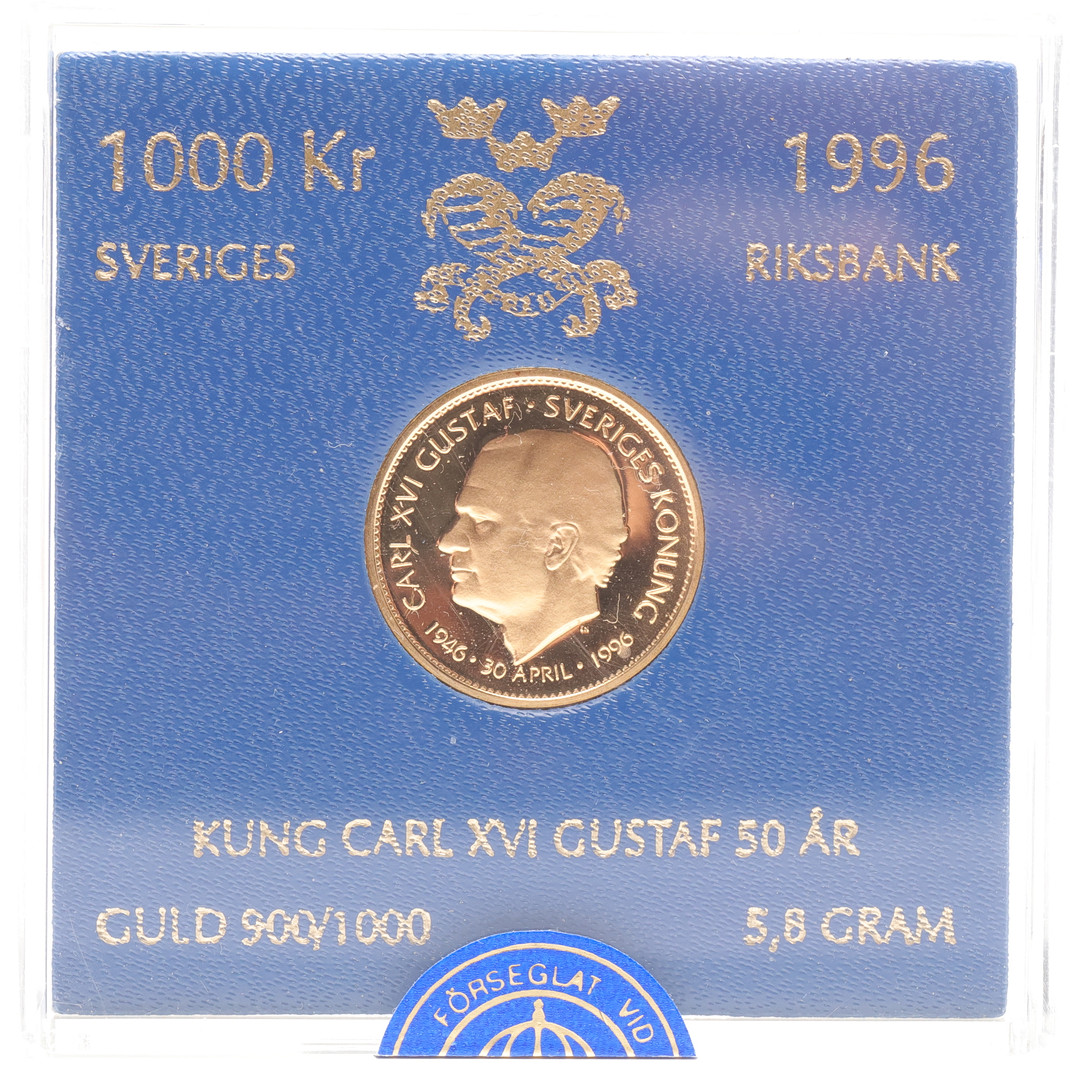 1000 Kr
1996
SVERIGES
RIKSBANK
CARL XVI GUSTAF · SVERIGES KONUNG
1946 · 30 APRIL · 1996
KUNG CARL XVI GUSTAF 50 ÅR
GULD 900/1000
5,8 GRAM
FÖRSEGLAT VID